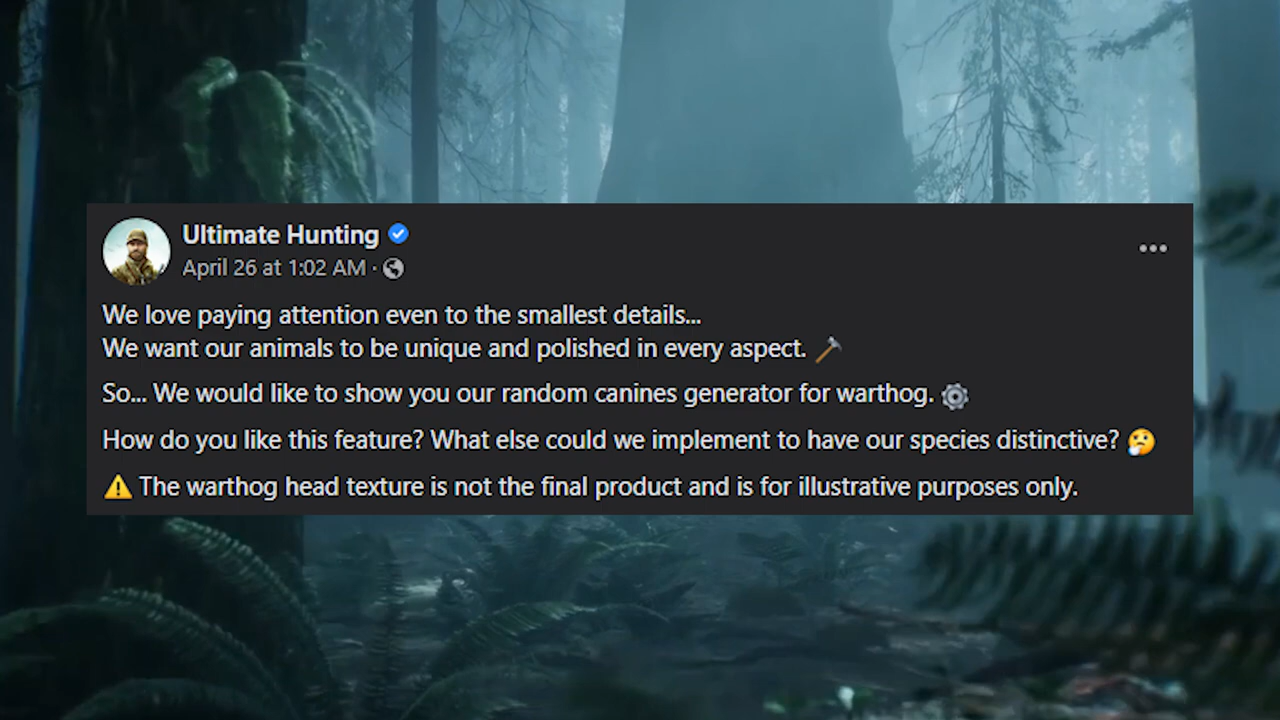 Ultimate Hunting
April 26 at 1:02 AM ·
We love paying attention even to the smallest details...
We want our animals to be unique and polished in every aspect. ⛏️
So... We would like to show you our random canines generator for warthog. ⚙️
How do you like this feature? What else could we implement to have our species distinctive? 🤔
⚠️ The warthog head texture is not the final product and is for illustrative purposes only.